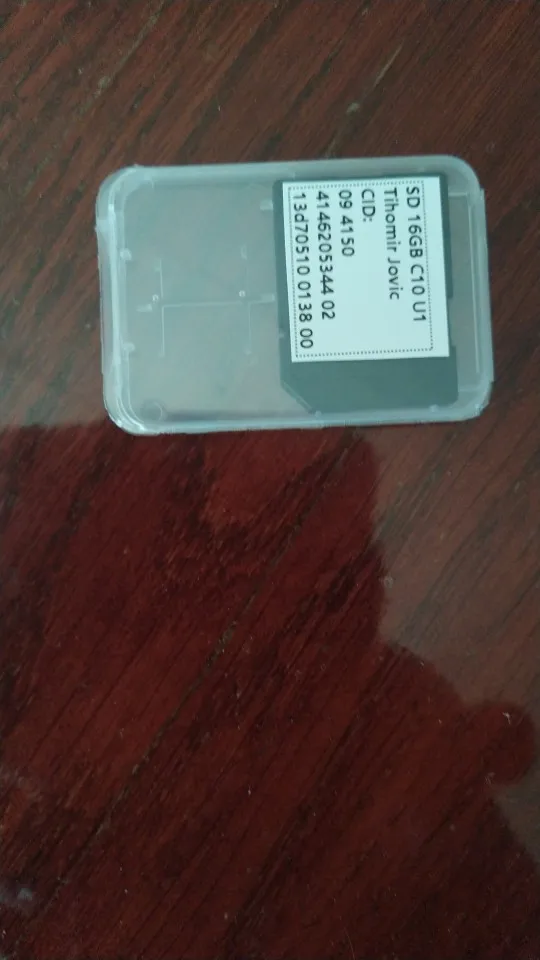 SD 16GB C10 U1
Tihomir Jovic
CID:
09 4150
4146205344 02
13d70510 0138 00